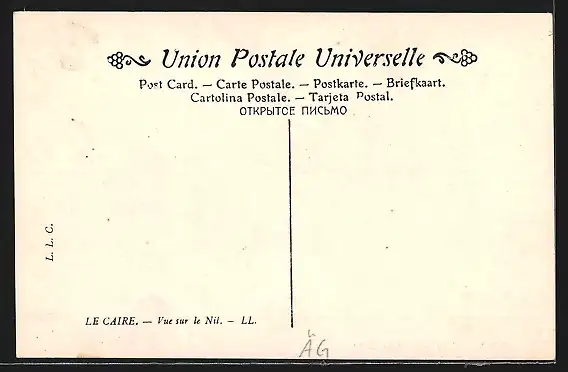 Union Postale Universelle
Post Card. — Carte Postale. — Postkarte. — Briefkaart.
Cartolina Postale. — Tarjeta Postal.
ОТКРЫТСЕ ПИСЬМО
L. L. C.
LE CAIRE. — Vue sur le Nil. — LL.
ÄG